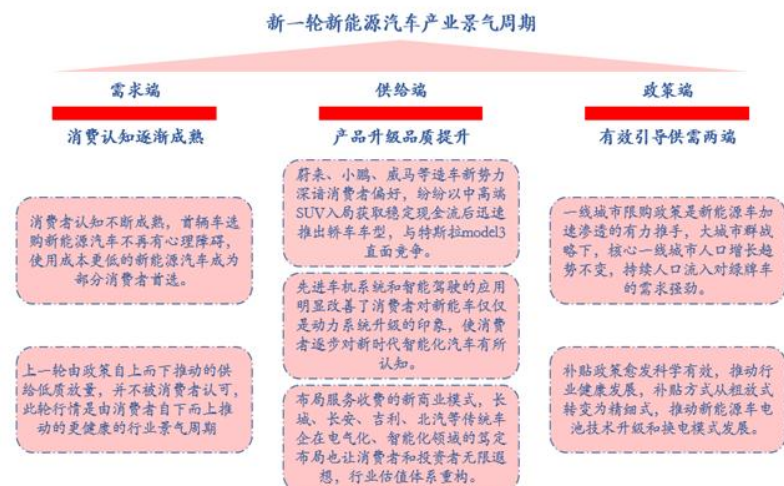 新一轮新能源汽车产业景气周期
需求端
消费认知逐渐成熟
消费者认知不断成熟，首辆车选
购新能源汽车不再有心理障碍，
使用成本更低的新能源汽车成为
部分消费者首选。
上一轮由政策自上而下推动的供
给低质放量，并不被消费者认可，
此轮行情是由消费者自下而上推
动的更健康的行业景气周期
供给端
产品升级品质提升
蔚来、小鹏、威马等造车新势力
深谙消费者偏好，纷纷以中高端
SUV入局获取稳定现金流后迅速
推出轿车车型，与特斯拉model3
直面竞争。
先进车机系统和智能驾驶的应用
明显改善了消费者对新能车仅仅
是动力系统升级的印象，使消费
者逐步对新时代智能化汽车有所
认知。
布局服务收费的新商业模式，长
城、长安、吉利、北汽等传统车
企在电气化、智能化领域的笃定
布局也让消费者和投资者无限遐
想，行业估值体系重构。
政策端
有效引导供需两端
一线城市限购政策是新能源车加
速渗透的有力推手，大城市群战
略下，核心一线城市人口增长趋
势不变，持续人口流入对绿牌车
的需求强劲。
补贴政策愈发科学有效，推动行
业健康发展，补贴方式从粗放式
转变为精细式，推动新能源车电
池技术升级和换电模式发展。